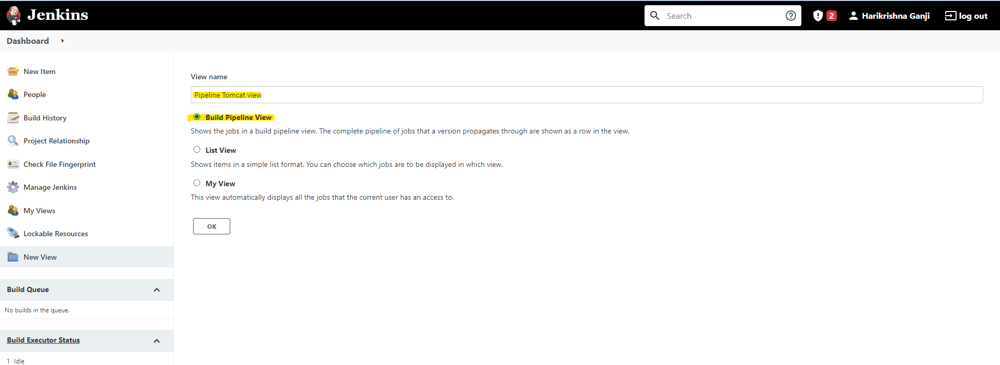 Jenkins
Search
2
Harikrishna Ganji
log out
Dashboard
New Item
People
Build History
Project Relationship
Check File Fingerprint
Manage Jenkins
My Views
Lockable Resources
New View
Build Queue
No builds in the queue.
Build Executor Status
1 Idle
View name
Pipeline Tomcat view
Build Pipeline View
Shows the jobs in a build pipeline view. The complete pipeline of jobs that a version propagates through are shown as a row in the view.
List View
Shows items in a simple list format. You can choose which jobs are to be displayed in which view.
My View
This view automatically displays all the jobs that the current user has an access to.
OK